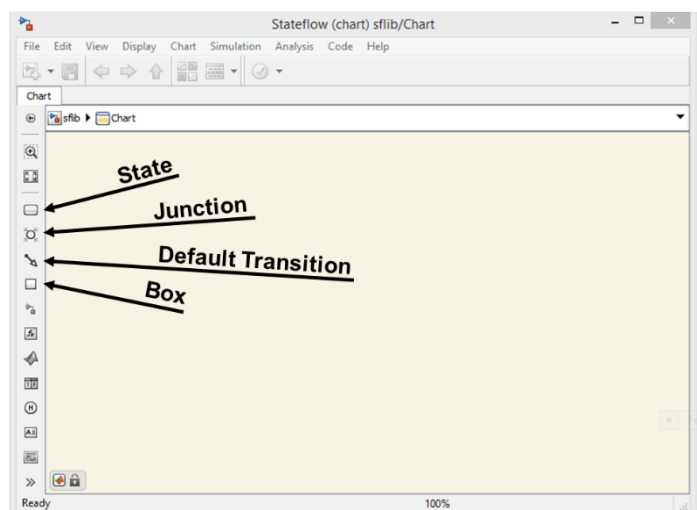 Stateflow (chart) sflib/Chart
File Edit View Display Chart Simulation Analysis Code Help
Chart
sflib Chart
State
Junction
Default Transition
Box
Ready 100%